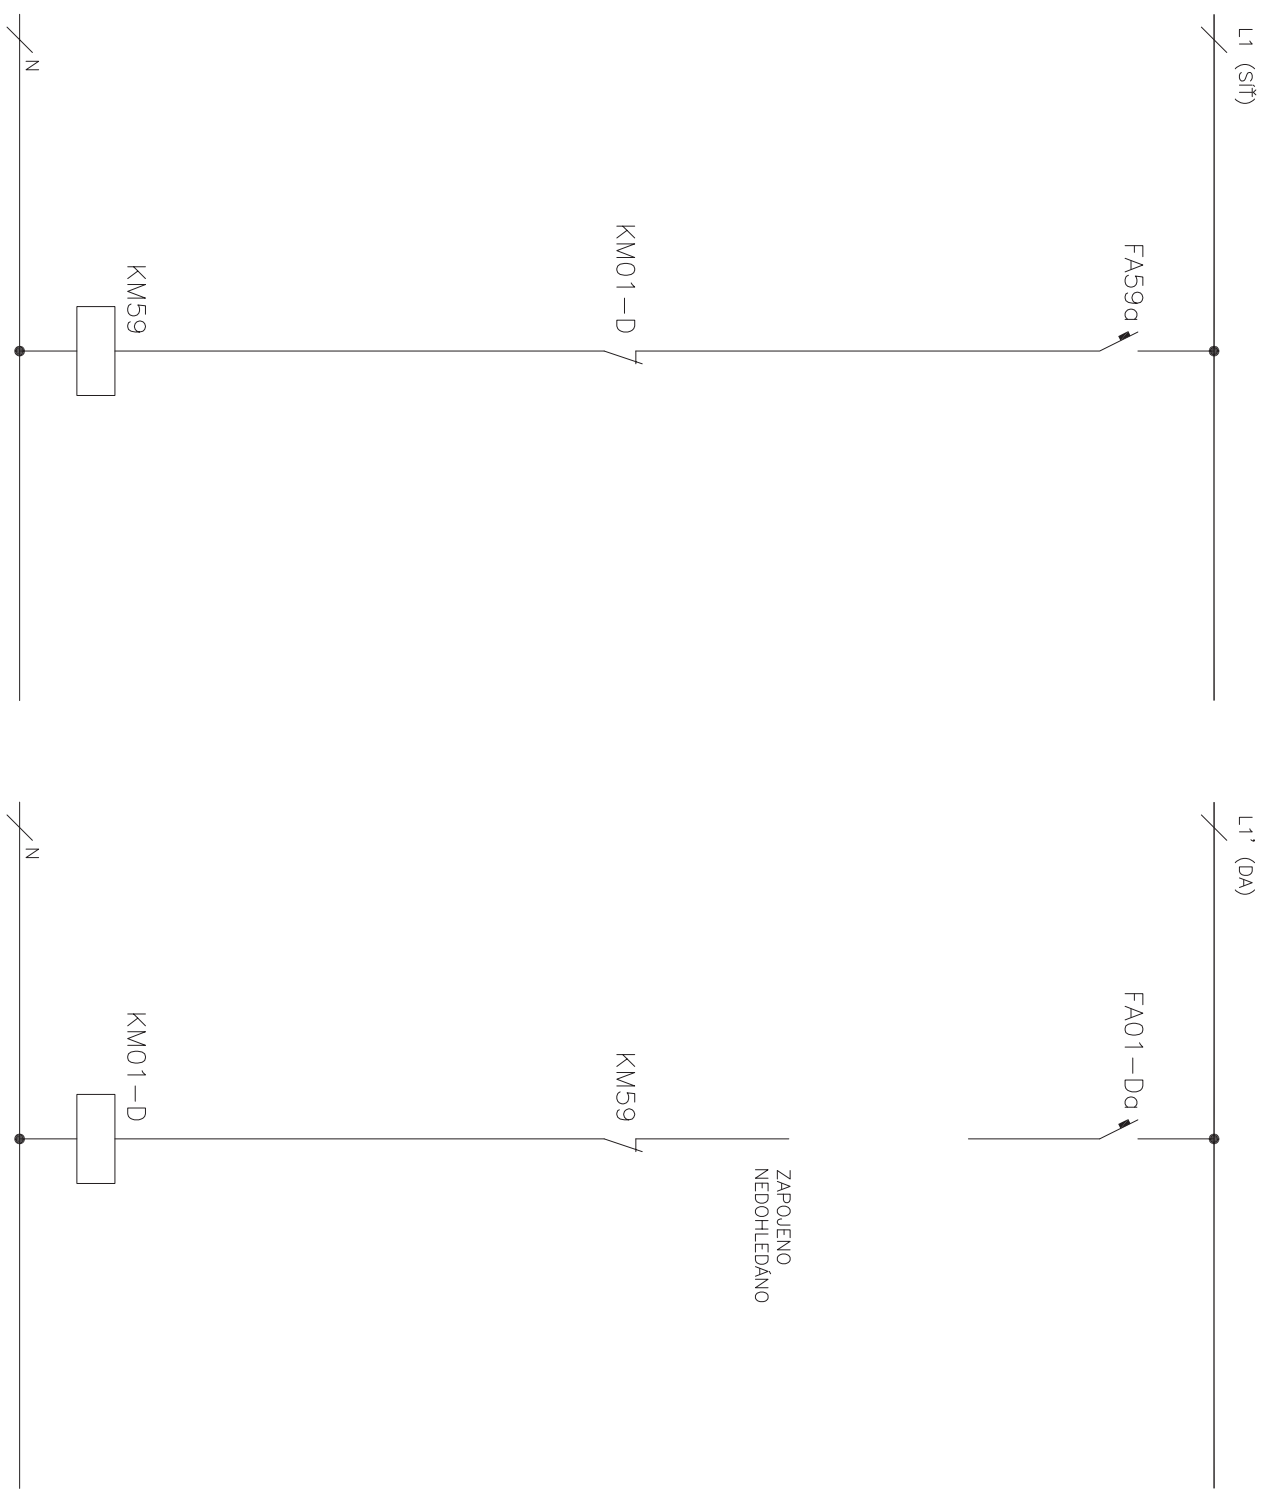 L1 (SÍŤ)
FA59a
KM01-D
KM59
N
L1' (DA)
FA01-Da
ZAPOJENO
NEDOHLEDÁNO
KM59
KM01-D
N